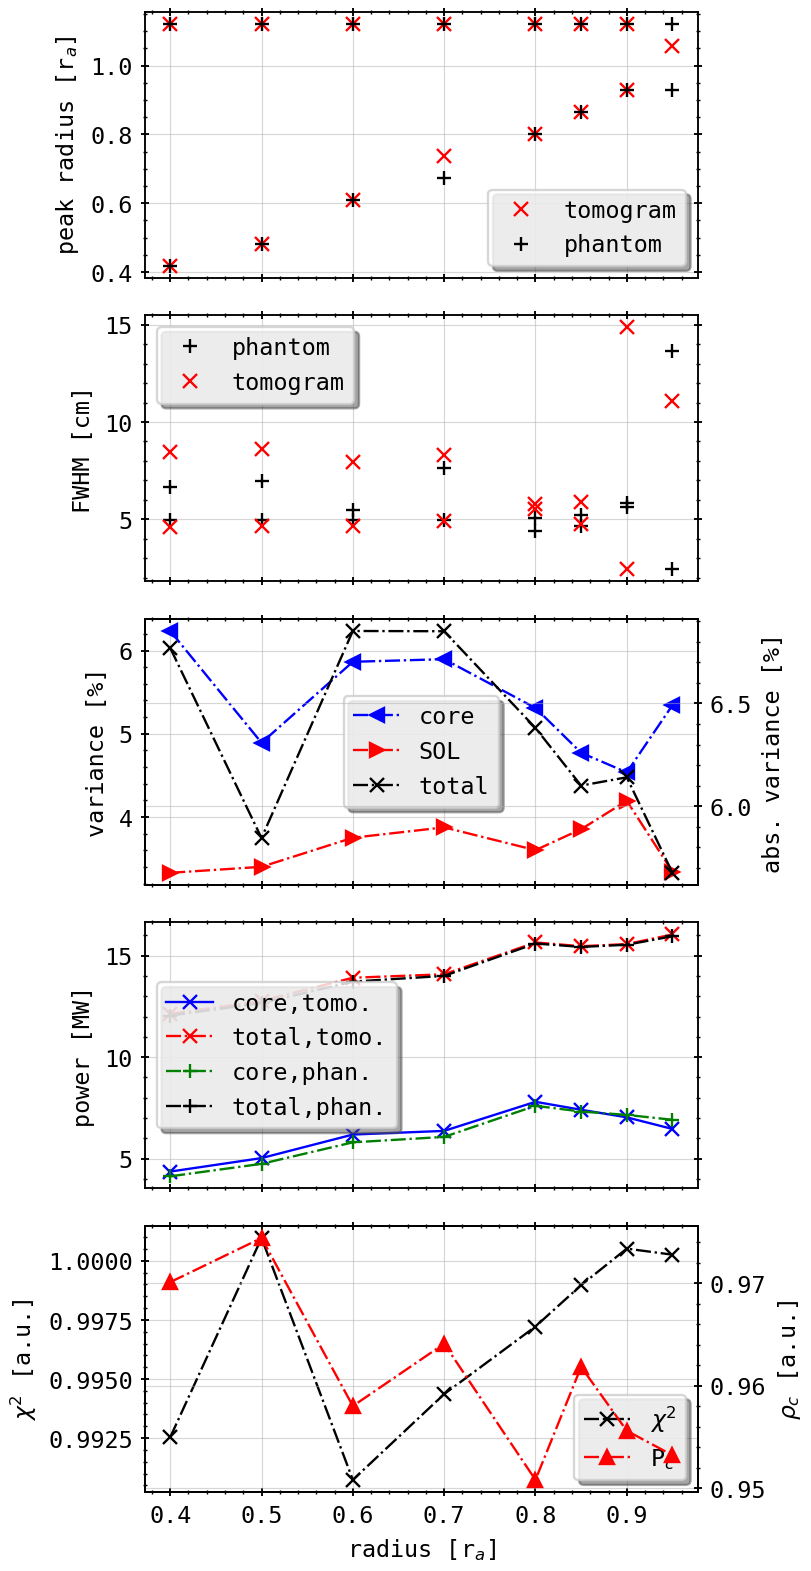 peak radius [rₐ]
1.0
0.8
0.6
0.4
tomogram
phantom
FWHM [cm]
15
10
5
phantom
tomogram
variance [%]
6
5
4
core
SOL
total
6.5
6.0
abs. variance [%]
power [MW]
15
10
5
core,tomo.
total,tomo.
core,phan.
total,phan.
χ² [a.u.]
1.0000
0.9975
0.9950
0.9925
χ²
P_c
0.97
0.96
0.95
ρ_c [a.u.]
0.4 0.5 0.6 0.7 0.8 0.9
radius [rₐ]